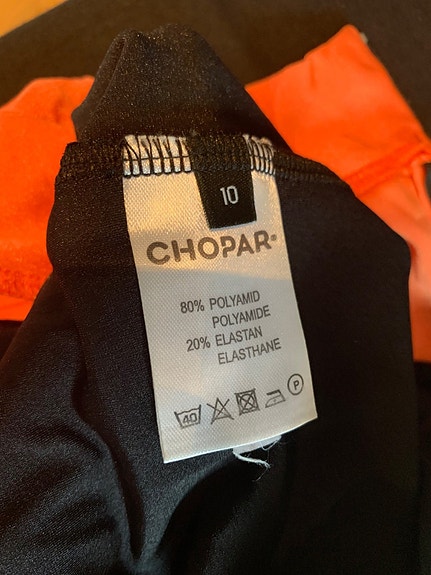 10
CHOPAR®
80% POLYAMID
POLYAMIDE
20% ELASTAN
ELASTHANE
40 P